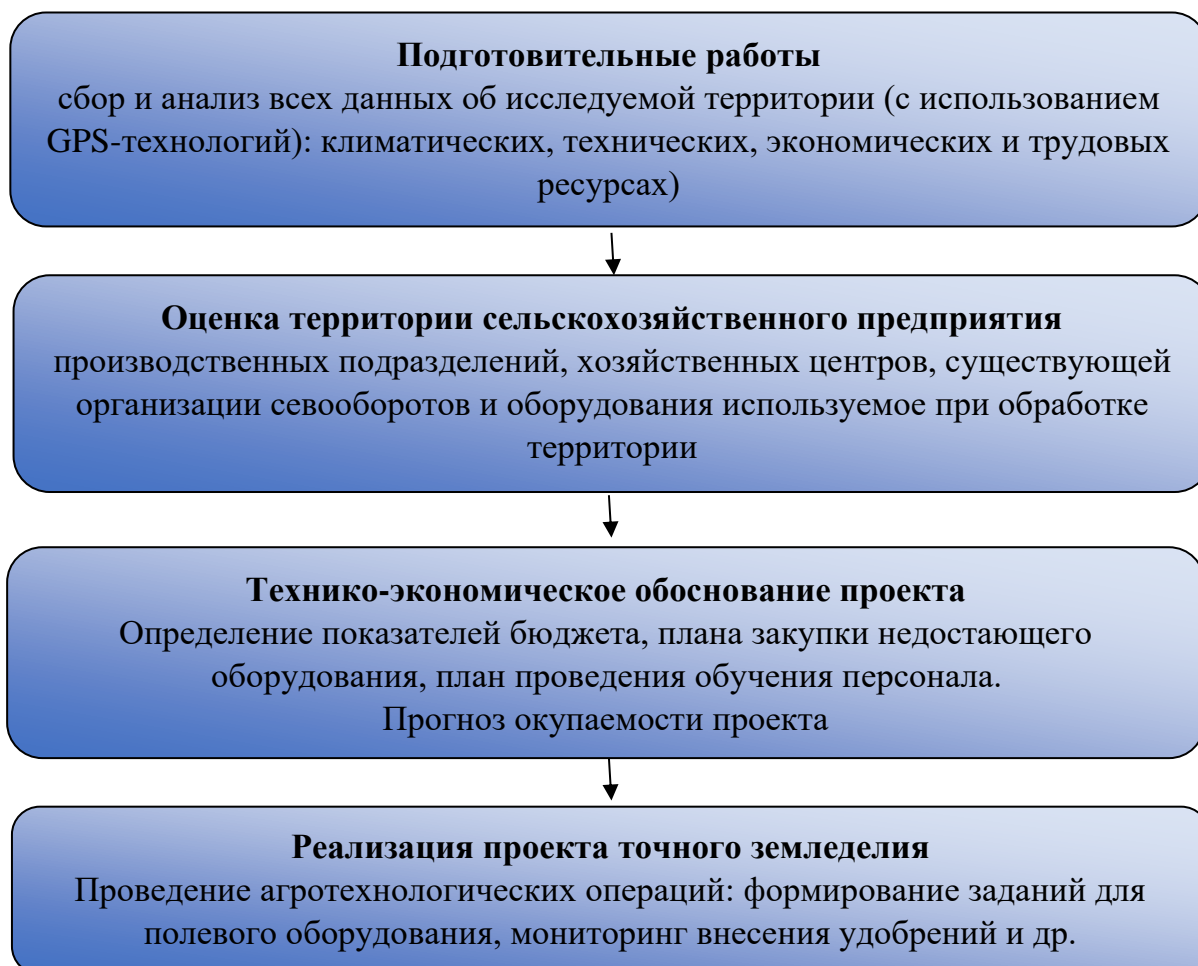 Подготовительные работы
сбор и анализ всех данных об исследуемой территории (с использованием
GPS-технологий): климатических, технических, экономических и трудовых
ресурсах)
Оценка территории сельскохозяйственного предприятия
производственных подразделений, хозяйственных центров, существующей
организации севооборотов и оборудования используемое при обработке
территории
Технико-экономическое обоснование проекта
Определение показателей бюджета, плана закупки недостающего
оборудования, план проведения обучения персонала.
Прогноз окупаемости проекта
Реализация проекта точного земледелия
Проведение агротехнологических операций: формирование заданий для
полевого оборудования, мониторинг внесения удобрений и др.